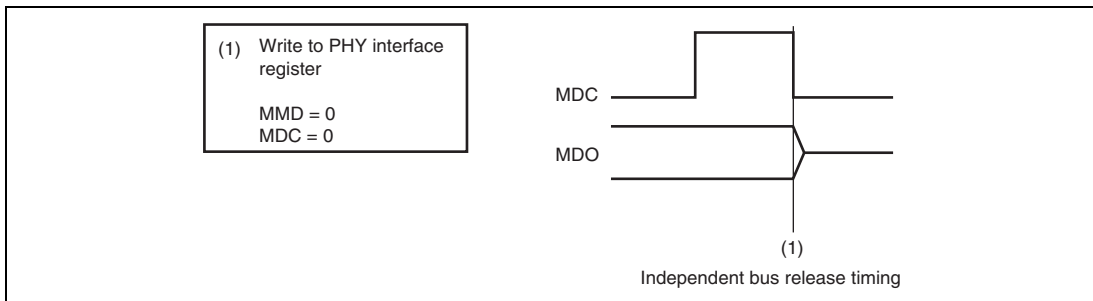 (1) Write to PHY interface
register
MMD = 0
MDC = 0
MDC
MDO
(1)
Independent bus release timing